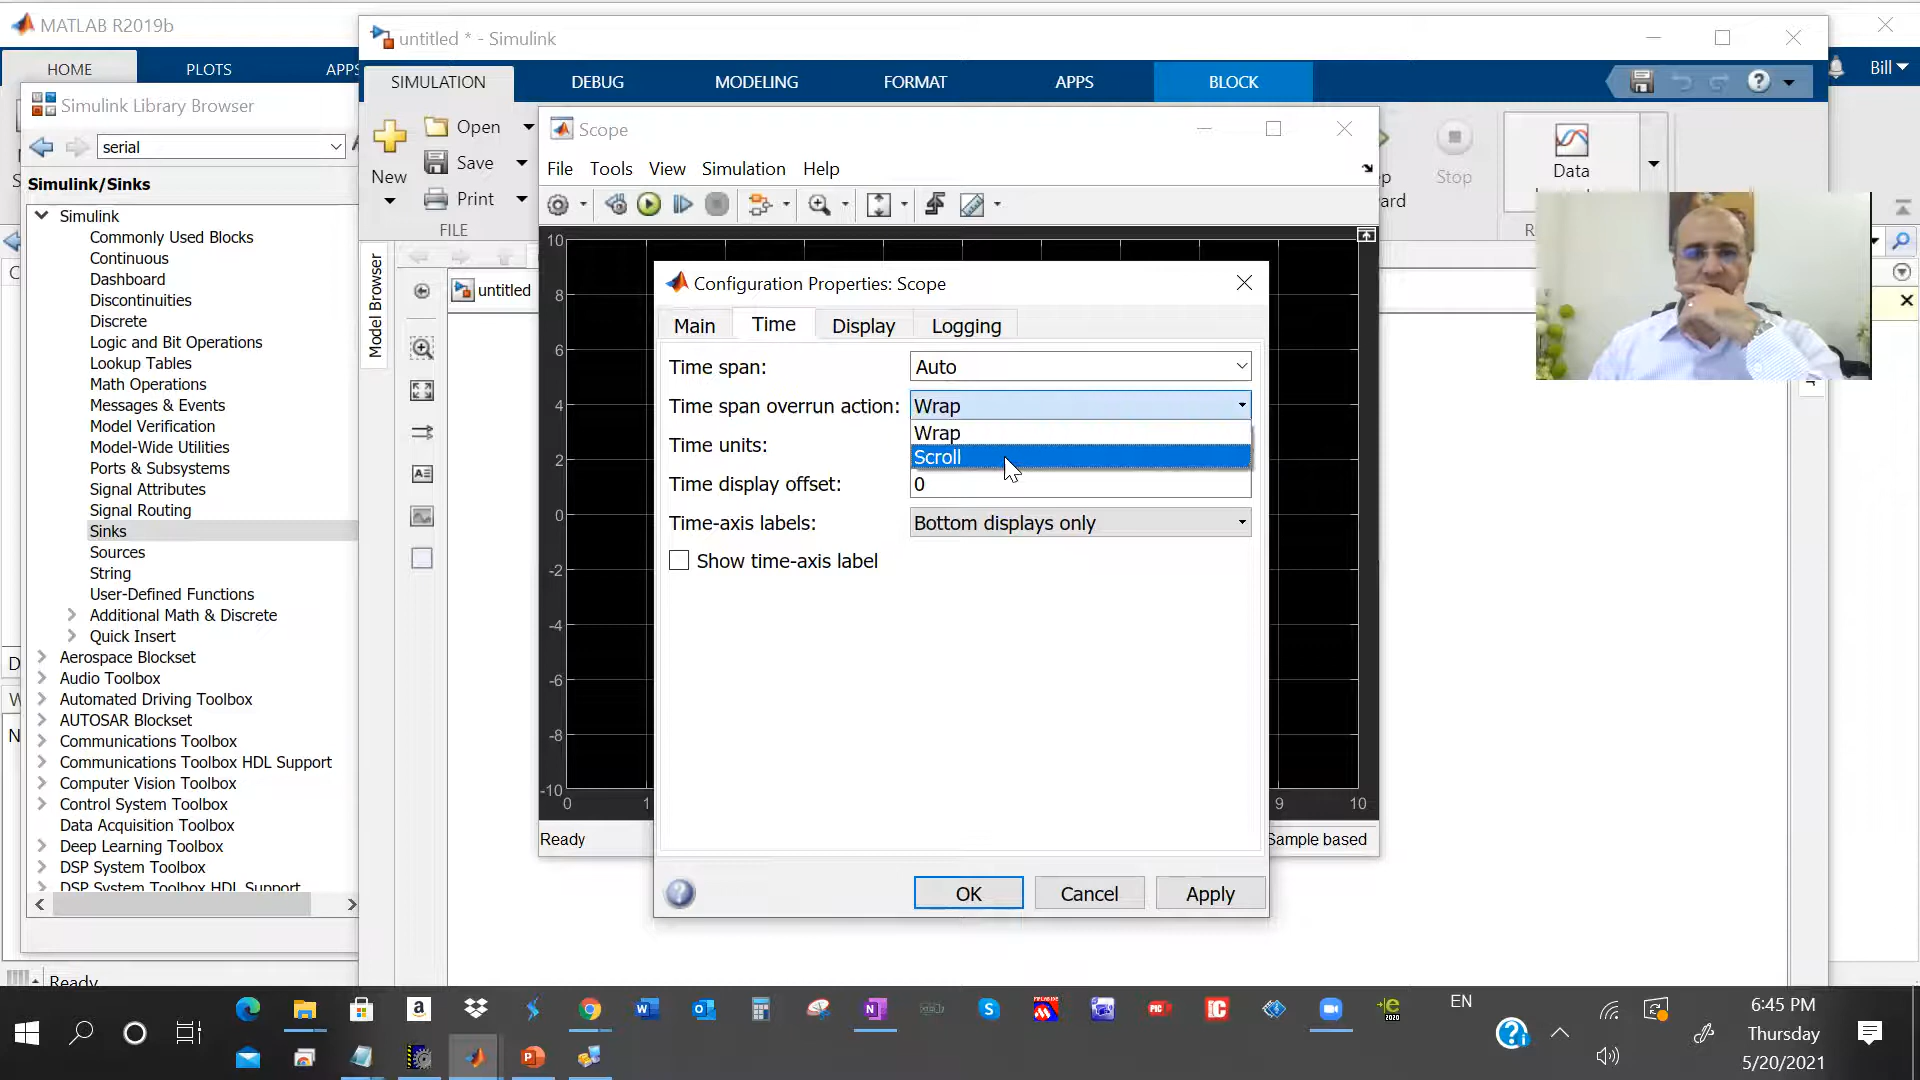 MATLAB R2019b
HOME
PLOTS
APPS
Bill
Simulink Library Browser
serial
Simulink/Sinks
Simulink
Commonly Used Blocks
Continuous
Dashboard
Discontinuities
Discrete
Logic and Bit Operations
Lookup Tables
Math Operations
Messages & Events
Model Verification
Model-Wide Utilities
Ports & Subsystems
Signal Attributes
Signal Routing
Sinks
Sources
String
User-Defined Functions
Additional Math & Discrete
Quick Insert
Aerospace Blockset
Audio Toolbox
Automated Driving Toolbox
AUTOSAR Blockset
Communications Toolbox
Communications Toolbox HDL Support
Computer Vision Toolbox
Control System Toolbox
Data Acquisition Toolbox
Deep Learning Toolbox
DSP System Toolbox
DSP System Toolbox HDL Support
Ready
untitled * - Simulink
SIMULATION
DEBUG
MODELING
FORMAT
APPS
BLOCK
New
Open
Save
Print
FILE
Stop
Data
Model Browser
untitled
Scope
File
Tools
View
Simulation
Help
10
8
6
4
2
0
-2
-4
-6
-8
-10
0
1
9
10
Ready
Sample based
Configuration Properties: Scope
Main
Time
Display
Logging
Time span:
Auto
Time span overrun action:
Wrap
Wrap
Scroll
Time units:
Time display offset:
0
Time-axis labels:
Bottom displays only
Show time-axis label
OK
Cancel
Apply
EN
6:45 PM
Thursday
5/20/2021